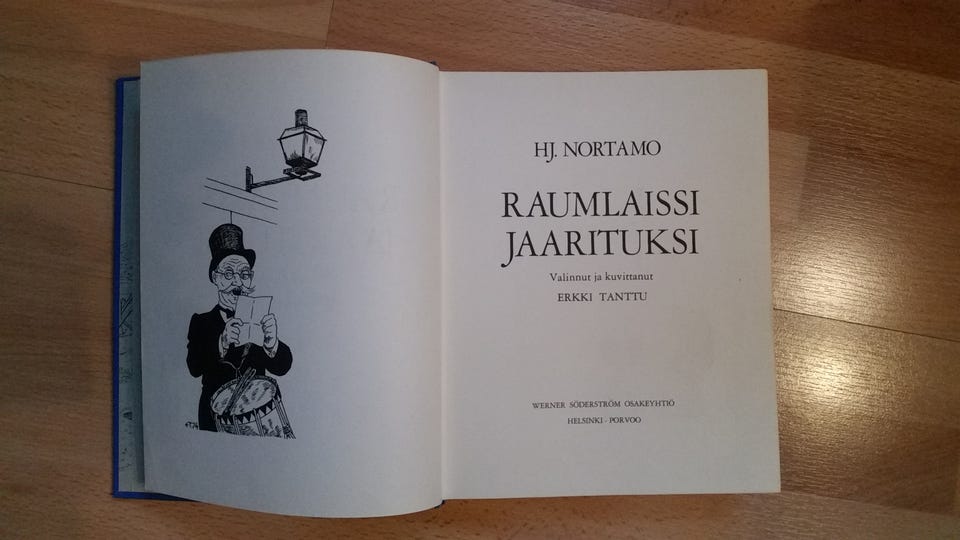 HJ. NORTAMO
RAUMLAISSI
JAARITUKSI
Valinnut ja kuvittanut
ERKKI TANTTU
WERNER SÖDERSTRÖM OSAKEYHTIÖ
HELSINKI · PORVOO